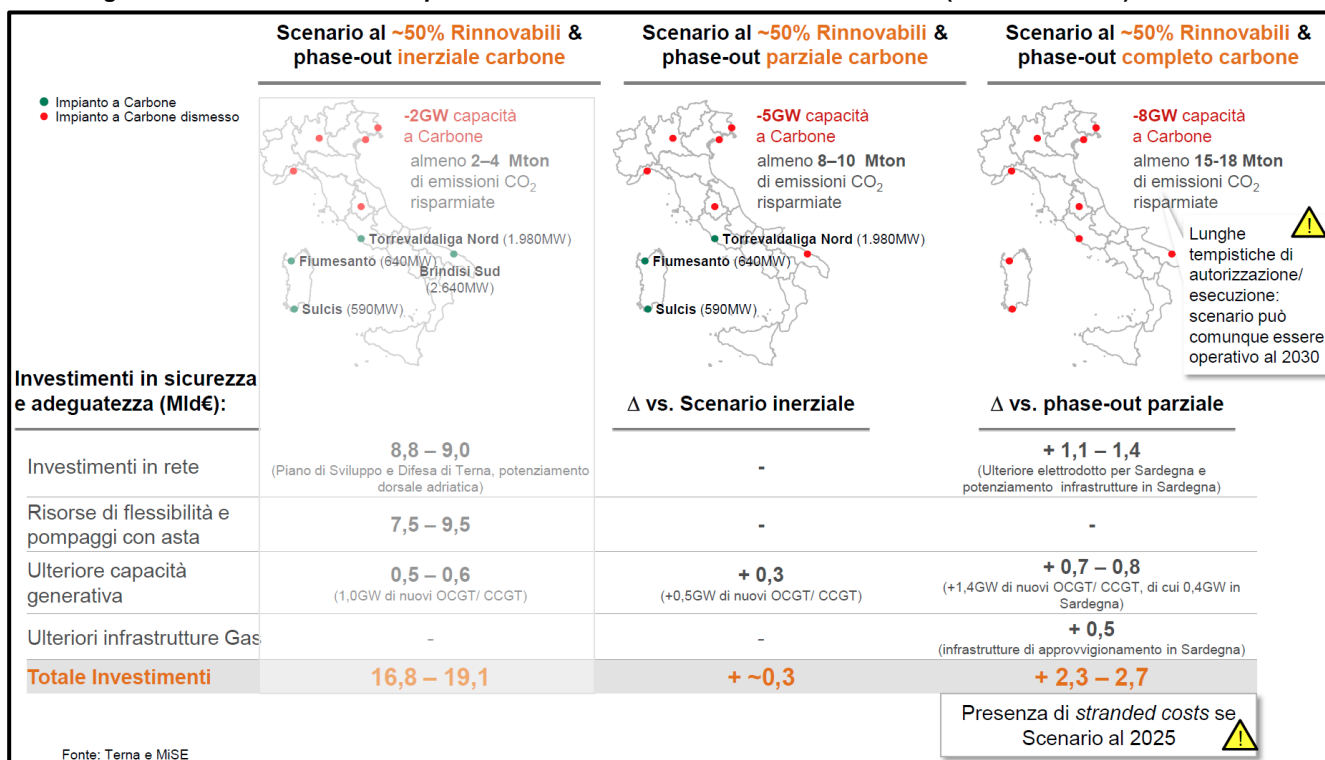 Scenario al ~50% Rinnovabili &
phase-out inerziale carbone
Scenario al ~50% Rinnovabili &
phase-out parziale carbone
Scenario al ~50% Rinnovabili &
phase-out completo carbone
Impianto a Carbone
Impianto a Carbone dismesso
-2GW capacità
a Carbone
almeno 2–4 Mton
di emissioni CO2
risparmiate
Torrevaldaliga Nord (1.980MW)
Fiumesanto (640MW)
Brindisi Sud
(2.640MW)
Sulcis (590MW)
-5GW capacità
a Carbone
almeno 8–10 Mton
di emissioni CO2
risparmiate
Torrevaldaliga Nord (1.980MW)
Fiumesanto (640MW)
Sulcis (590MW)
-8GW capacità
a Carbone
almeno 15-18 Mton
di emissioni CO2
risparmiate
Lunghe
tempistiche di
autorizzazione/
esecuzione:
scenario può
comunque essere
operativo al 2030
Investimenti in sicurezza
e adeguatezza (Mld€):
Δ vs. Scenario inerziale
Δ vs. phase-out parziale
Investimenti in rete
8,8 – 9,0
(Piano di Sviluppo e Difesa di Terna, potenziamento
dorsale adriatica)
-
+ 1,1 – 1,4
(Ulteriore elettrodotto per Sardegna e
potenziamento infrastrutture in Sardegna)
Risorse di flessibilità e
pompaggi con asta
7,5 – 9,5
-
-
Ulteriore capacità
generativa
0,5 – 0,6
(1,0GW di nuovi OCGT/ CCGT)
+ 0,3
(+0,5GW di nuovi OCGT/ CCGT)
+ 0,7 – 0,8
(+1,4GW di nuovi OCGT/ CCGT, di cui 0,4GW in
Sardegna)
Ulteriori infrastrutture Gas
-
-
+ 0,5
(infrastrutture di approvvigionamento in Sardegna)
Totale Investimenti
16,8 – 19,1
+ ~0,3
+ 2,3 – 2,7
Presenza di stranded costs se
Scenario al 2025
Fonte: Terna e MiSE